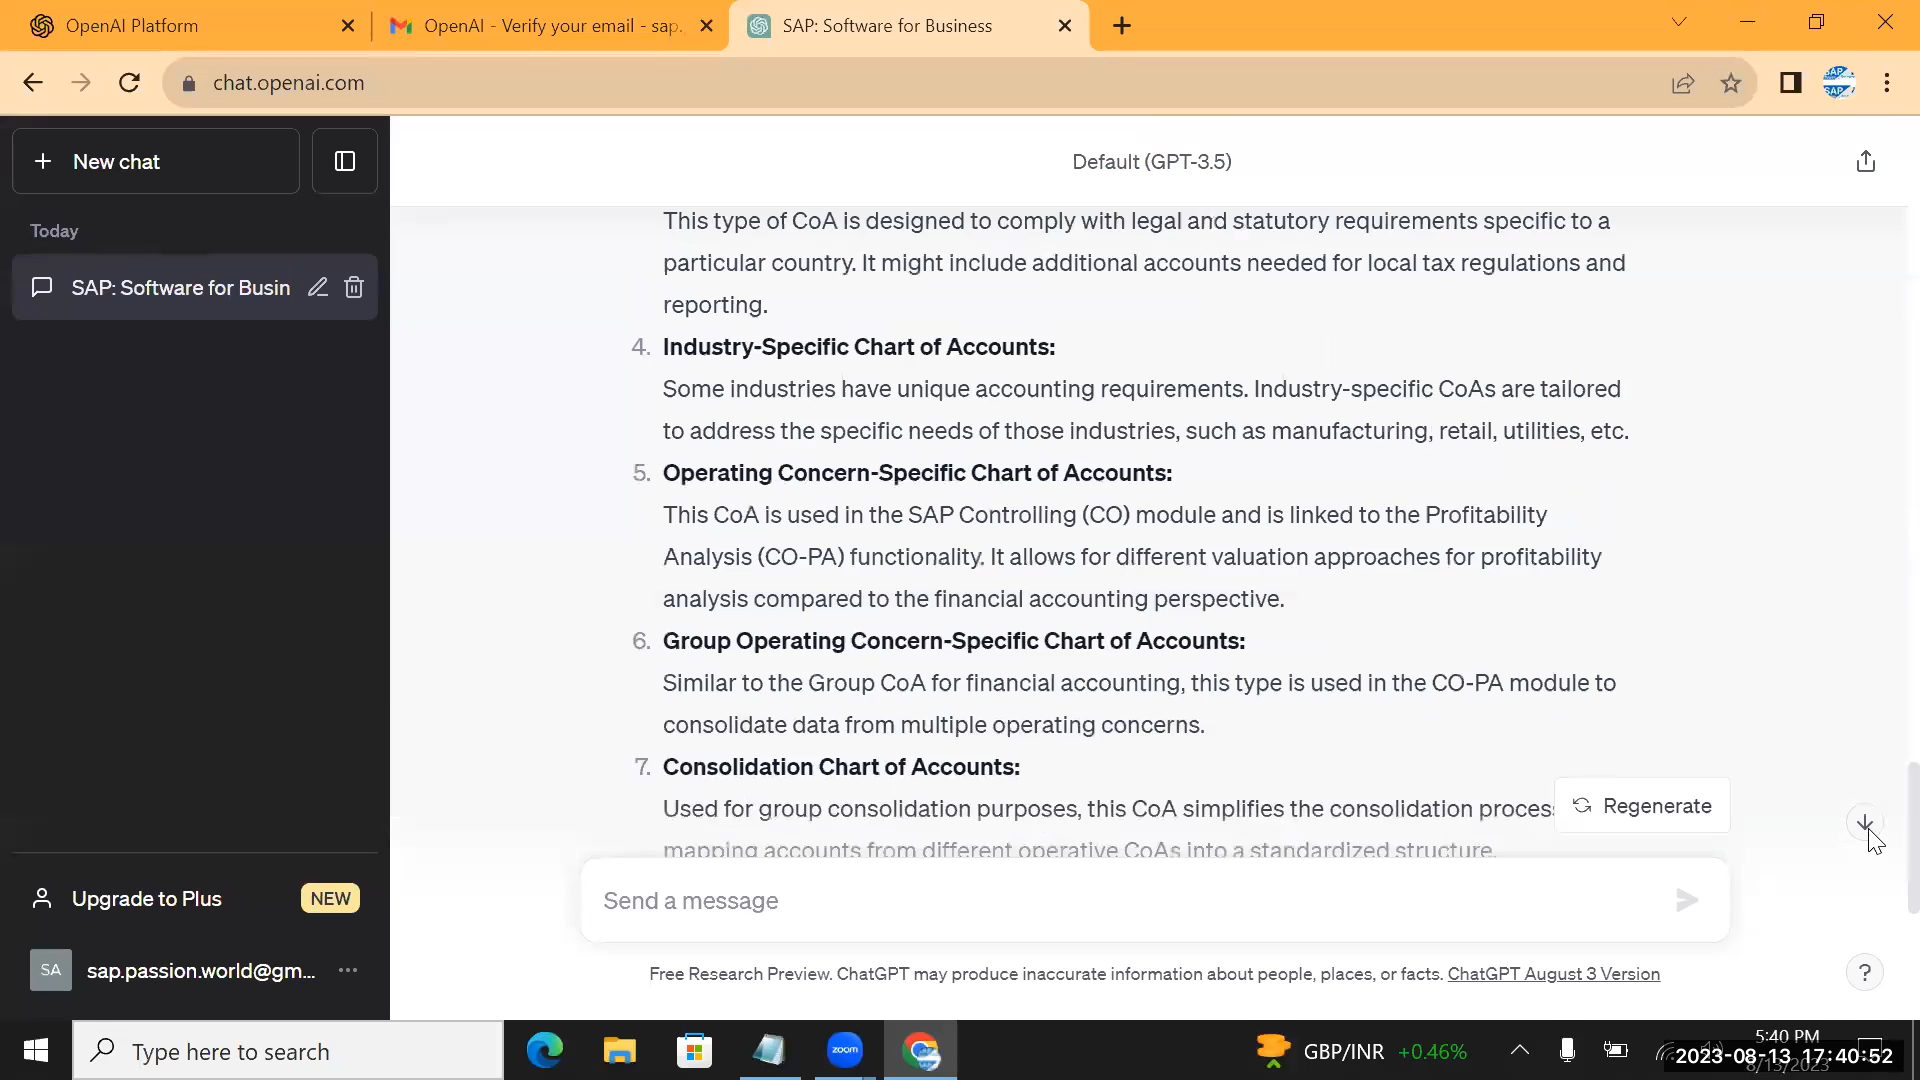 OpenAI Platform
OpenAI - Verify your email - sap.
SAP: Software for Business
chat.openai.com
New chat
Default (GPT-3.5)
Today
SAP: Software for Busin
This type of CoA is designed to comply with legal and statutory requirements specific to a
particular country. It might include additional accounts needed for local tax regulations and
reporting.
4. Industry-Specific Chart of Accounts:
Some industries have unique accounting requirements. Industry-specific CoAs are tailored
to address the specific needs of those industries, such as manufacturing, retail, utilities, etc.
5. Operating Concern-Specific Chart of Accounts:
This CoA is used in the SAP Controlling (CO) module and is linked to the Profitability
Analysis (CO-PA) functionality. It allows for different valuation approaches for profitability
analysis compared to the financial accounting perspective.
6. Group Operating Concern-Specific Chart of Accounts:
Similar to the Group CoA for financial accounting, this type is used in the CO-PA module to
consolidate data from multiple operating concerns.
7. Consolidation Chart of Accounts:
Used for group consolidation purposes, this CoA simplifies the consolidation proces
mapping accounts from different operative CoAs into a standardized structure.
Regenerate
Send a message
Upgrade to Plus
NEW
SA
sap.passion.world@gm...
Free Research Preview. ChatGPT may produce inaccurate information about people, places, or facts. ChatGPT August 3 Version
?
Type here to search
zoom
GBP/INR +0.46%
5:40 PM
2023-08-13 17:40:52
8/13/2023